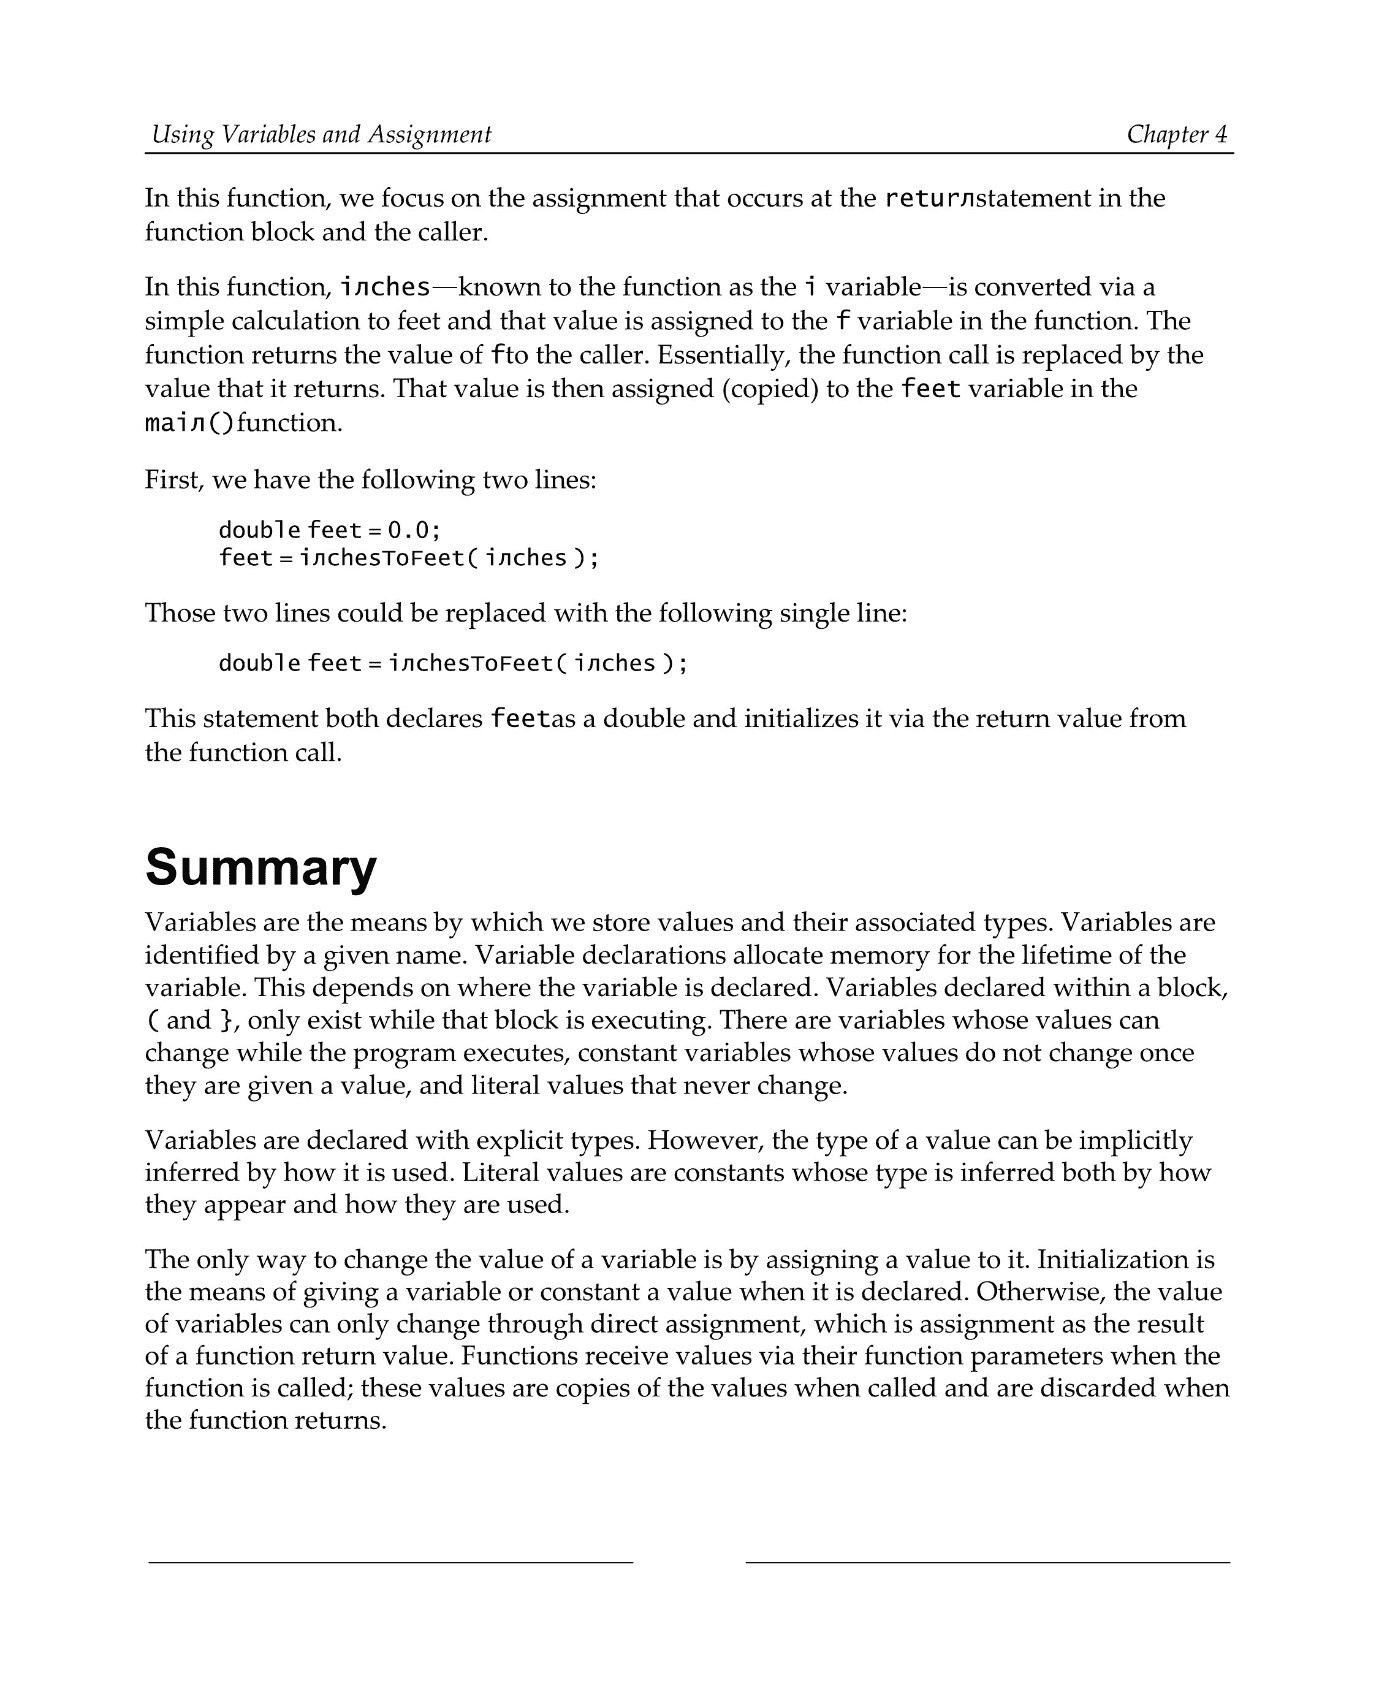 Using Variables and Assignment Chapter 4
In this function, we focus on the assignment that occurs at the returлstatement in the
function block and the caller.
In this function, iлches—known to the function as the i variable—is converted via a
simple calculation to feet and that value is assigned to the f variable in the function. The
function returns the value of fto the caller. Essentially, the function call is replaced by the
value that it returns. That value is then assigned (copied) to the feet variable in the
maiл()function.
First, we have the following two lines:
double feet = 0.0;
feet = iлchesToFeet( iлches );
Those two lines could be replaced with the following single line:
double feet = iлchesToFeet( iлches );
This statement both declares feetas a double and initializes it via the return value from
the function call.
Summary
Variables are the means by which we store values and their associated types. Variables are
identified by a given name. Variable declarations allocate memory for the lifetime of the
variable. This depends on where the variable is declared. Variables declared within a block,
( and }, only exist while that block is executing. There are variables whose values can
change while the program executes, constant variables whose values do not change once
they are given a value, and literal values that never change.
Variables are declared with explicit types. However, the type of a value can be implicitly
inferred by how it is used. Literal values are constants whose type is inferred both by how
they appear and how they are used.
The only way to change the value of a variable is by assigning a value to it. Initialization is
the means of giving a variable or constant a value when it is declared. Otherwise, the value
of variables can only change through direct assignment, which is assignment as the result
of a function return value. Functions receive values via their function parameters when the
function is called; these values are copies of the values when called and are discarded when
the function returns.